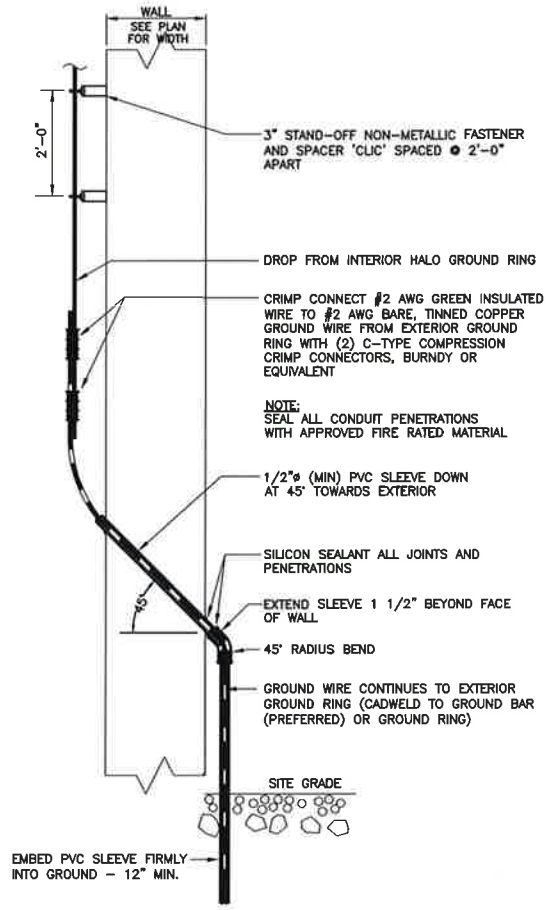 WALL
SEE PLAN
FOR WIDTH
2'-0"
3" STAND-OFF NON-METALLIC FASTENER
AND SPACER 'CLIC' SPACED @ 2'-0"
APART
DROP FROM INTERIOR HALO GROUND RING
CRIMP CONNECT #2 AWG GREEN INSULATED
WIRE TO #2 AWG BARE, TINNED COPPER
GROUND WIRE FROM EXTERIOR GROUND
RING WITH (2) C-TYPE COMPRESSION
CRIMP CONNECTORS, BURNDY OR
EQUIVALENT
NOTE:
SEAL ALL CONDUIT PENETRATIONS
WITH APPROVED FIRE RATED MATERIAL
1/2"ø (MIN) PVC SLEEVE DOWN
AT 45° TOWARDS EXTERIOR
SILICON SEALANT ALL JOINTS AND
PENETRATIONS
45°
EXTEND SLEEVE 1 1/2" BEYOND FACE
OF WALL
45° RADIUS BEND
GROUND WIRE CONTINUES TO EXTERIOR
GROUND RING (CADWELD TO GROUND BAR
(PREFERRED) OR GROUND RING)
SITE GRADE
EMBED PVC SLEEVE FIRMLY
INTO GROUND - 12" MIN.